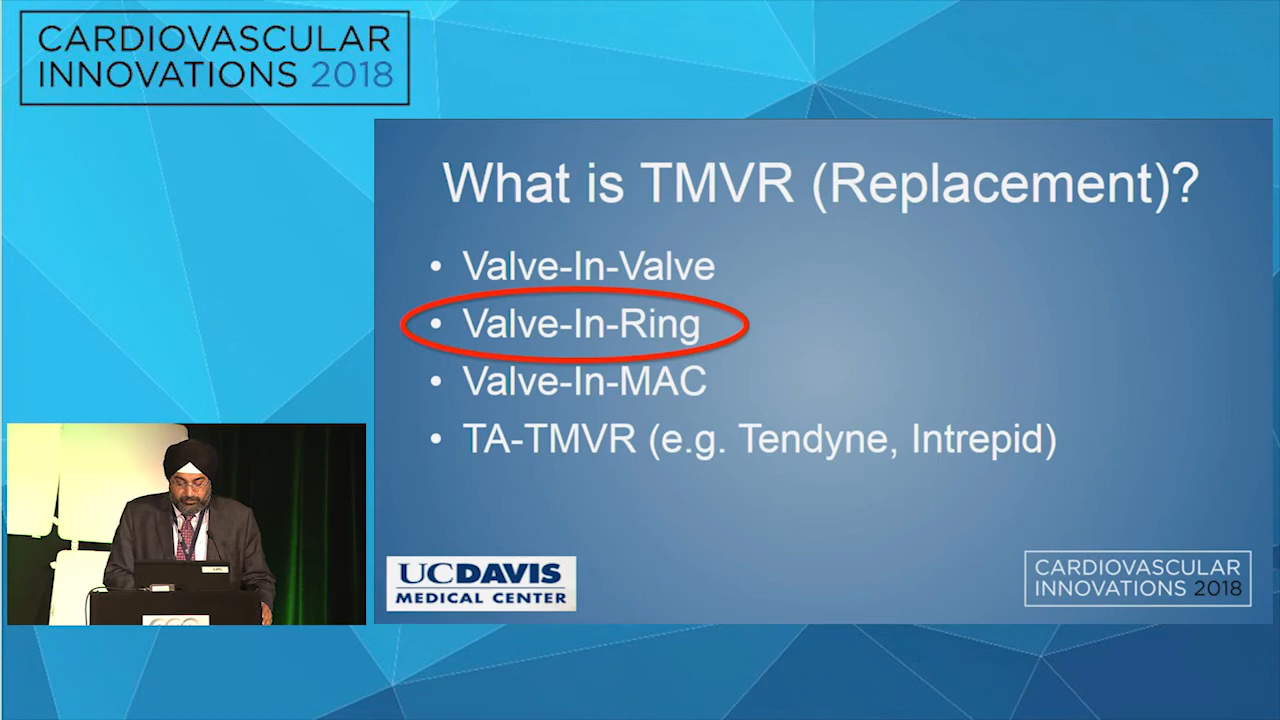 CARDIOVASCULAR
INNOVATIONS 2018
What is TMVR (Replacement)?
• Valve-In-Valve
• Valve-In-Ring
• Valve-In-MAC
• TA-TMVR (e.g. Tendyne, Intrepid)
UCDAVIS
MEDICAL CENTER
CARDIOVASCULAR
INNOVATIONS 2018